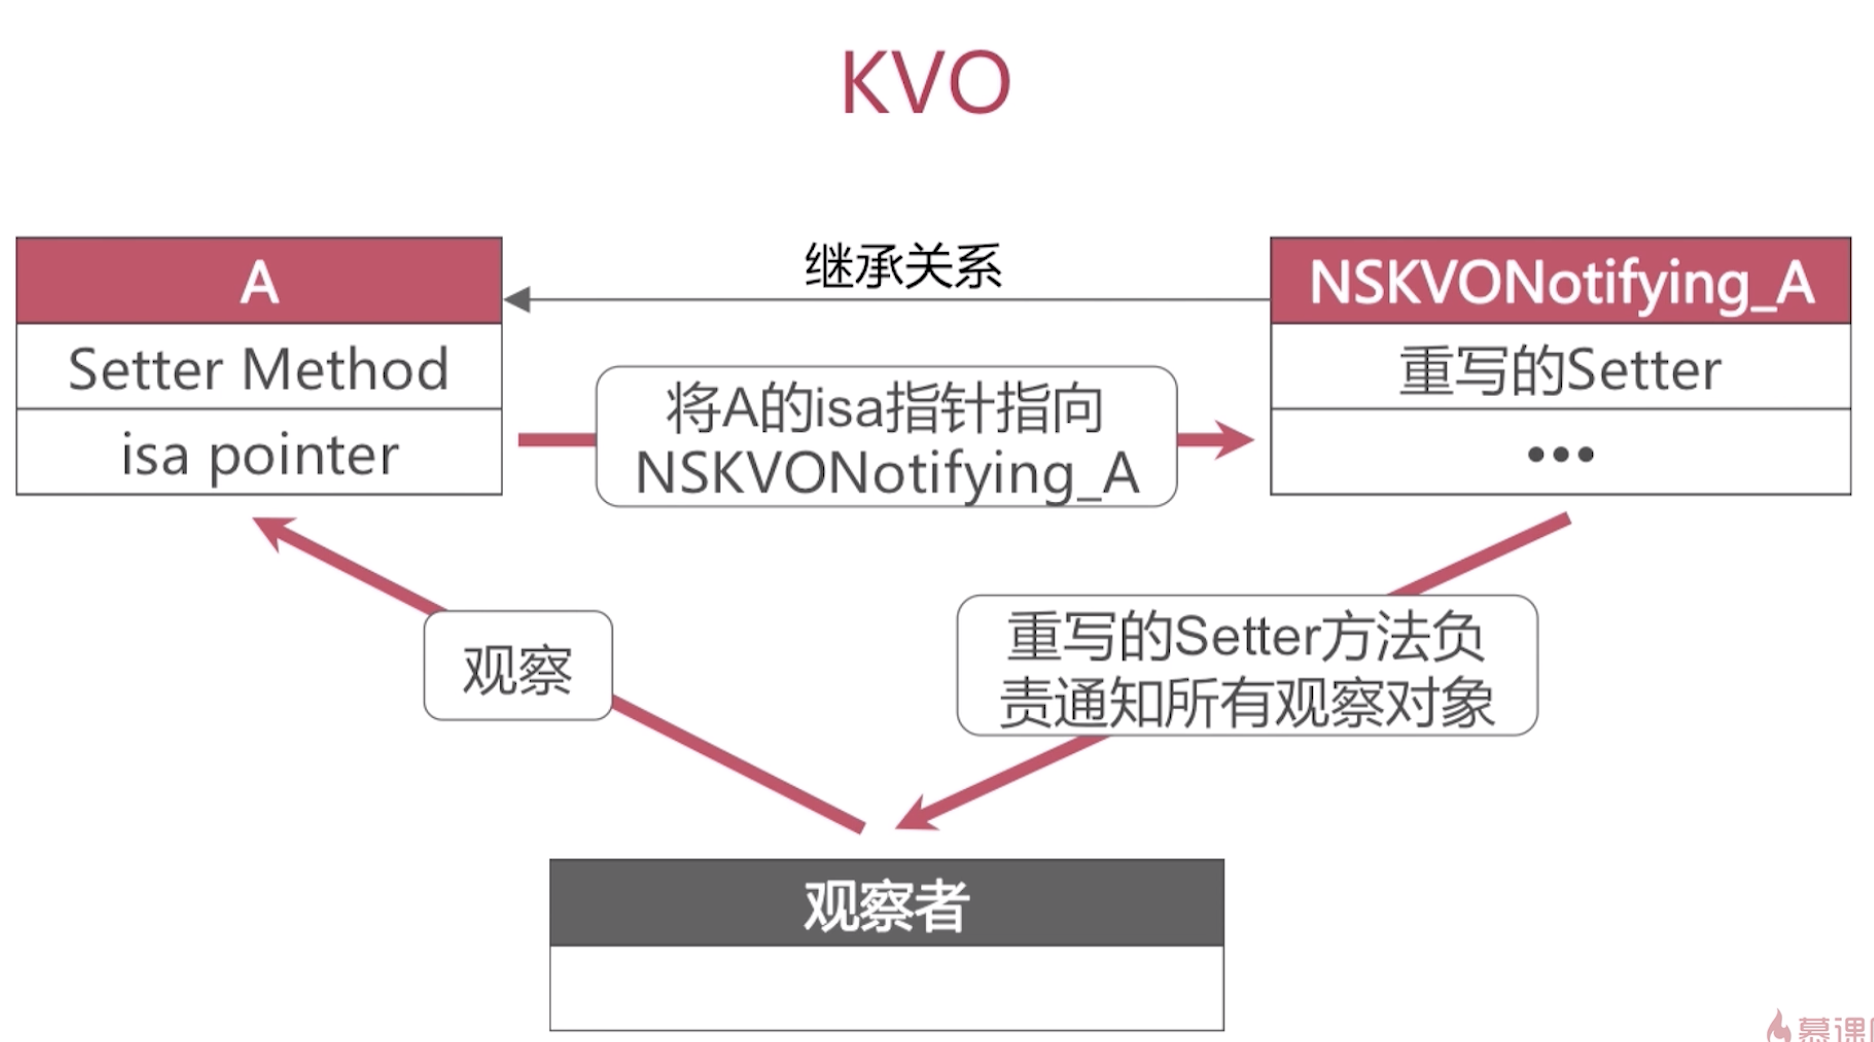 KVO
继承关系
A
NSKVONotifying_A
Setter Method
重写的Setter
将A的isa指针指向
NSKVONotifying_A
isa pointer
•••
观察
重写的Setter方法负
责通知所有观察对象
观察者
慕课